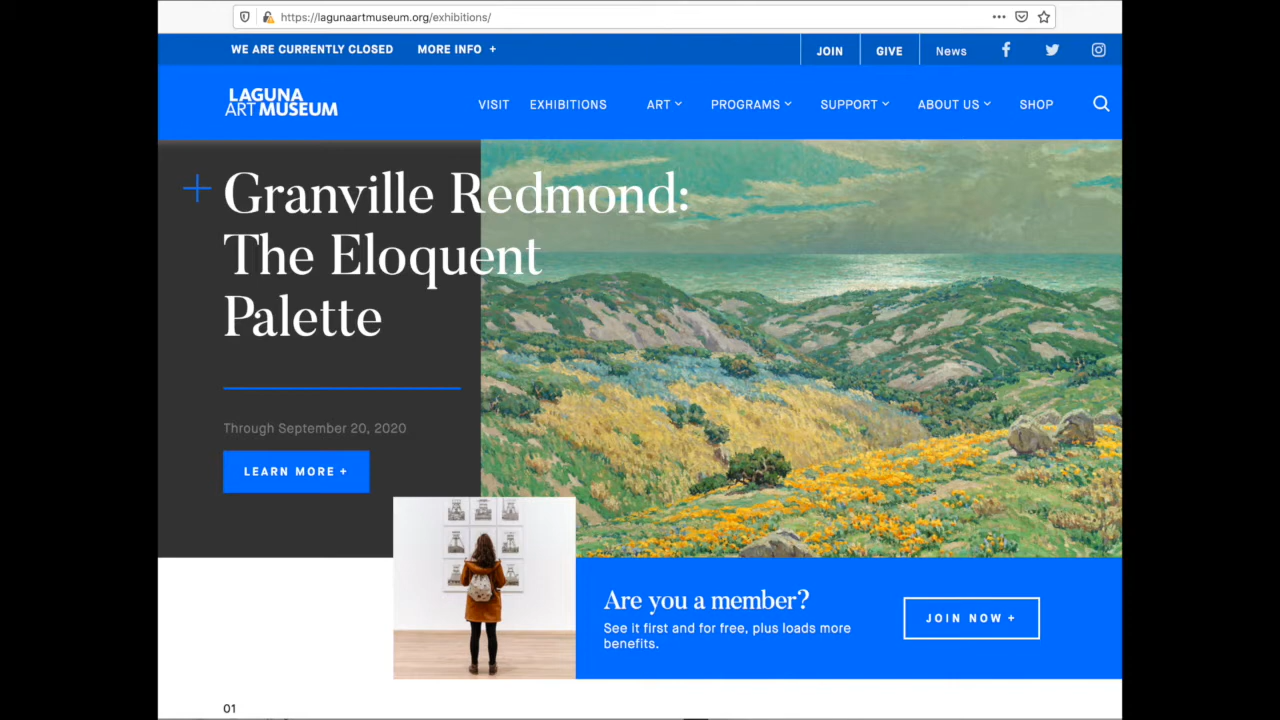 https://lagunaartmuseum.org/exhibitions/
WE ARE CURRENTLY CLOSED MORE INFO +
JOIN GIVE News
LAGUNA
ART MUSEUM
VISIT EXHIBITIONS ART PROGRAMS SUPPORT ABOUT US SHOP
Granville Redmond:
The Eloquent
Palette
Through September 20, 2020
LEARN MORE +
Are you a member?
See it first and for free, plus loads more
benefits.
JOIN NOW +
01